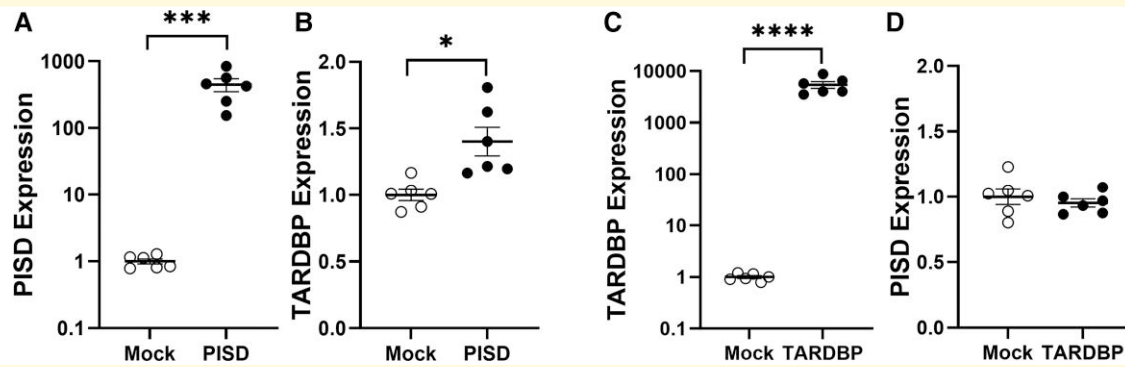 A
***
PISD Expression
1000
100
10
1
0.1
Mock PISD
B
*
TARDBP Expression
2.0
1.5
1.0
0.5
0.0
Mock PISD
C
****
TARDBP Expression
10000
1000
100
10
1
0.1
Mock TARDBP
D
PISD Expression
2.0
1.5
1.0
0.5
0.0
Mock TARDBP